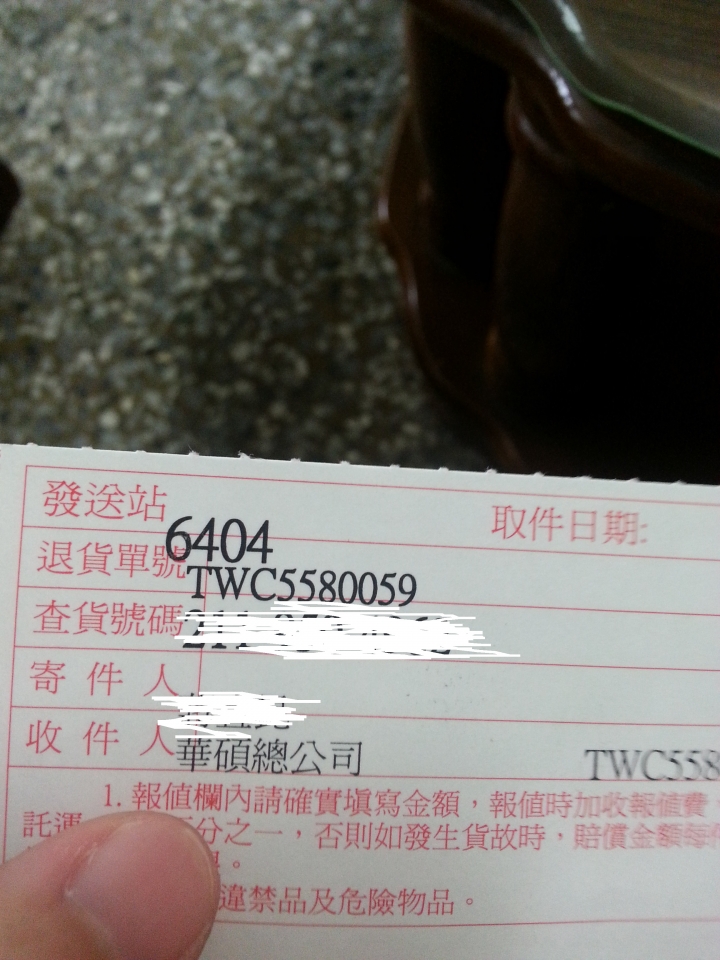 發送站 6404 取件日期:
退貨單號 TWC5580059
查貨號碼
寄件人
收件人 華碩總公司 TWC558
1. 報值欄內請確實填寫金額，報值時加收報值費
託運 分之一，否則如發生貨故時，賠償金額每
。
違禁品及危險物品。